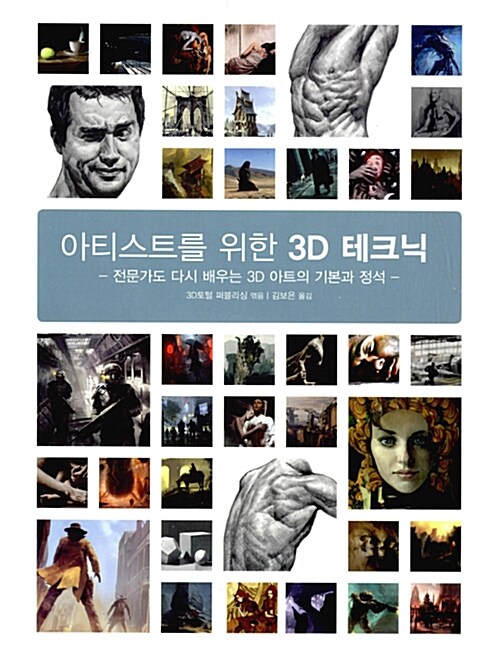 아티스트를 위한 3D 테크닉
- 전문가도 다시 배우는 3D 아트의 기본과 정석 -
3D토털 퍼블리싱 엮음 | 김보은 옮김